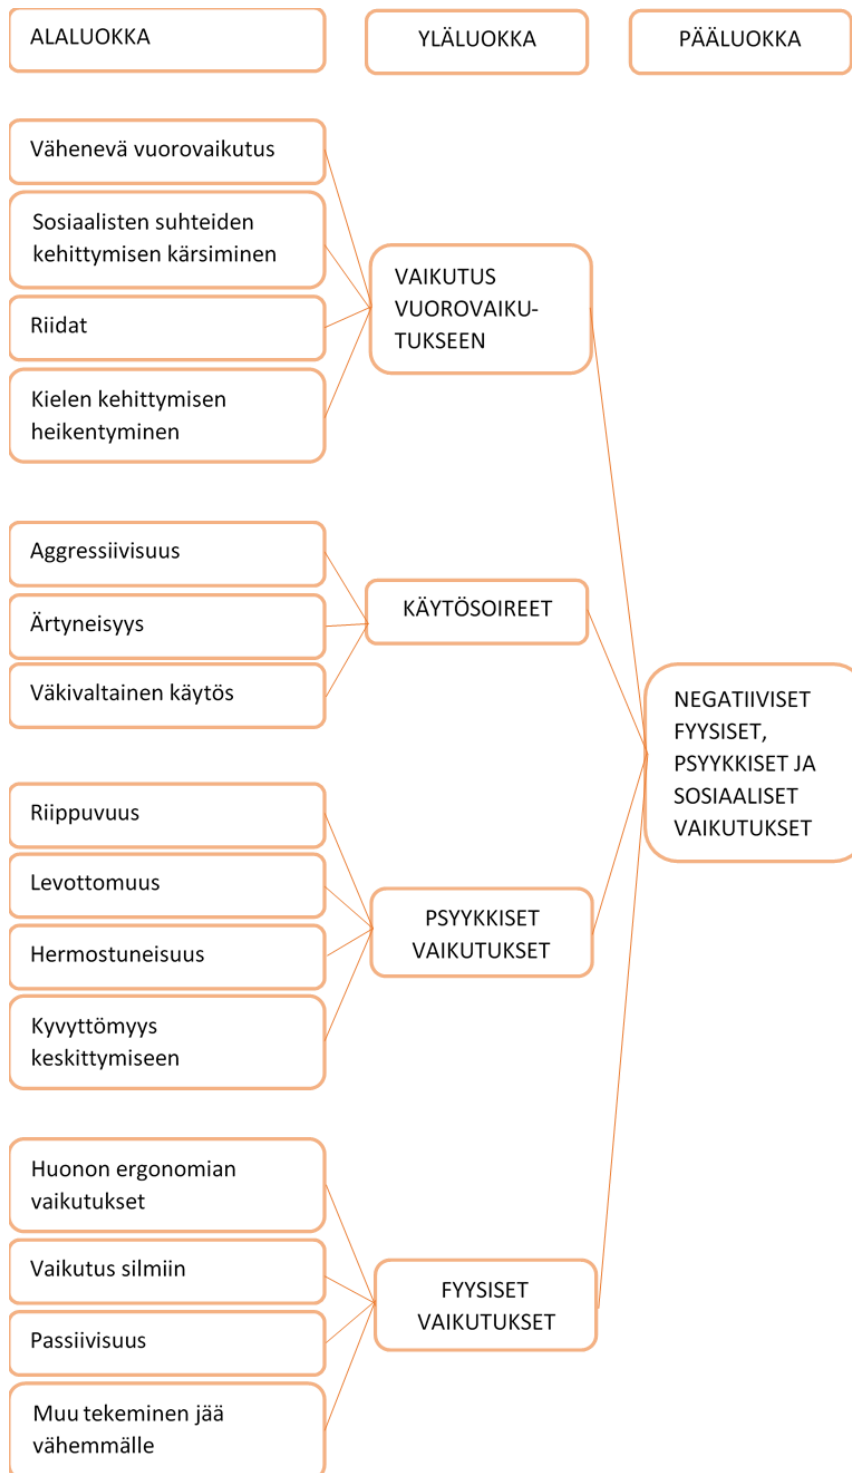 ALALUOKKA
YLÄLUOKKA
PÄÄLUOKKA
Vähenevä vuorovaikutus
Sosiaalisten suhteiden
kehittymisen kärsiminen
Riidat
Kielen kehittymisen
heikentyminen
VAIKUTUS
VUOROVAIKU-
TUKSEEN
Aggressiivisuus
Ärtyneisyys
Väkivaltainen käytös
KÄYTÖSOIREET
Riippuvuus
Levottomuus
Hermostuneisuus
Kyvyttömyys
keskittymiseen
PSYYKKISET
VAIKUTUKSET
Huonon ergonomian
vaikutukset
Vaikutus silmiin
Passiivisuus
Muu tekeminen jää
vähemmälle
FYYSISET
VAIKUTUKSET
NEGATIIVISET
FYYSISET,
PSYYKKISET JA
SOSIAALISET
VAIKUTUKSET